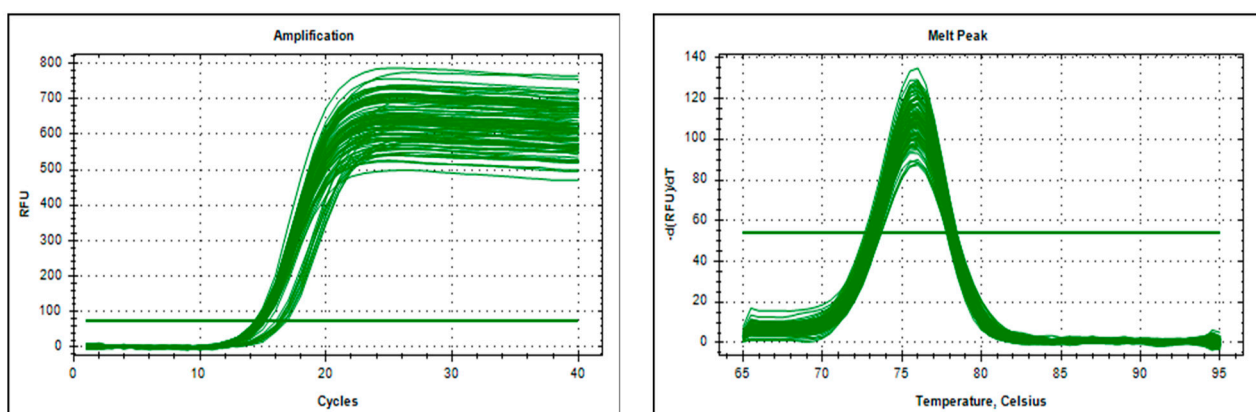 Amplification
800
700
600
500
400
300
200
100
0
RFU
0 10 20 30 40
Cycles
Melt Peak
140
120
100
80
60
40
20
0
-d(RFU)/dT
65 70 75 80 85 90 95
Temperature, Celsius